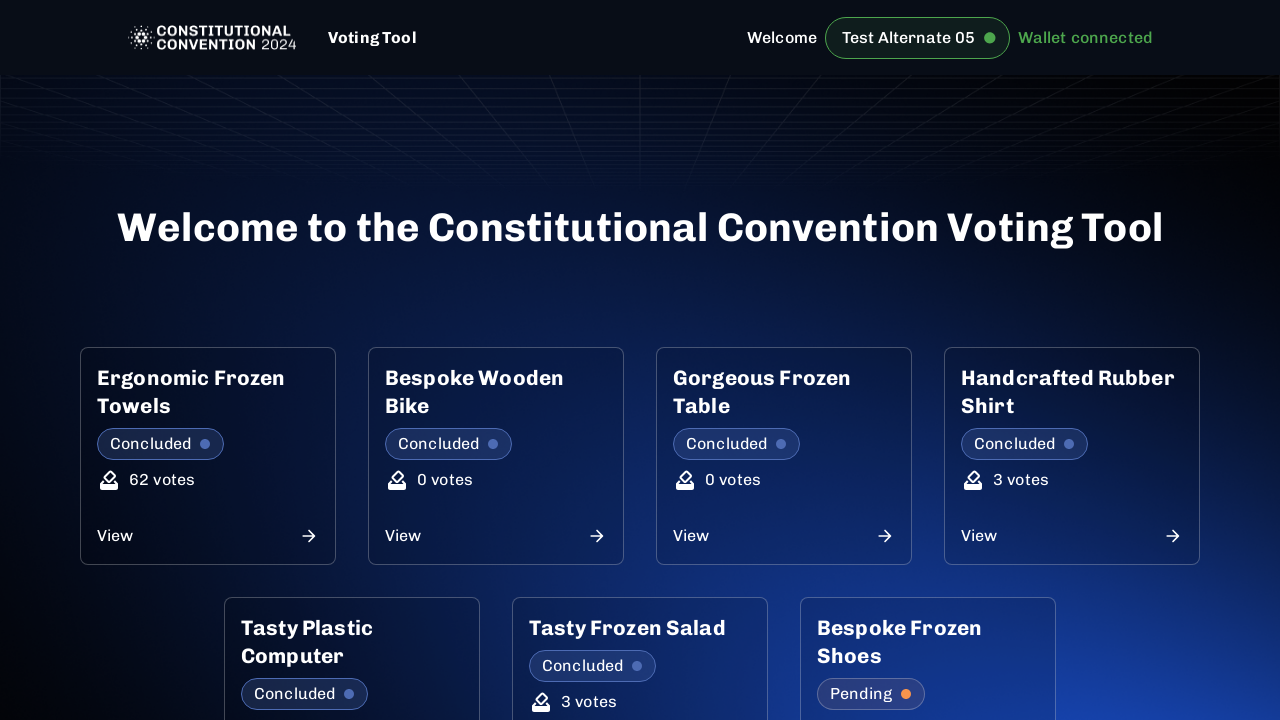 CONSTITUTIONAL
CONVENTION 2024
Voting Tool
Welcome
Test Alternate 05
Wallet connected
Welcome to the Constitutional Convention Voting Tool
Ergonomic Frozen
Towels
Concluded
62 votes
View
Bespoke Wooden
Bike
Concluded
0 votes
View
Gorgeous Frozen
Table
Concluded
0 votes
View
Handcrafted Rubber
Shirt
Concluded
3 votes
View
Tasty Plastic
Computer
Concluded
Tasty Frozen Salad
Concluded
3 votes
Bespoke Frozen
Shoes
Pending